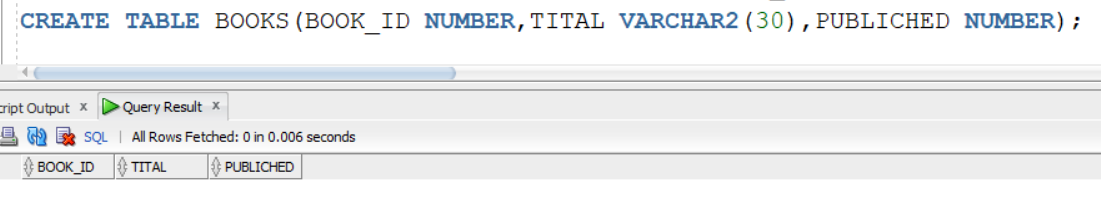 CREATE TABLE BOOKS(BOOK_ID NUMBER,TITAL VARCHAR2(30),PUBLICHED NUMBER);
cript Output x Query Result x
SQL | All Rows Fetched: 0 in 0.006 seconds
BOOK_ID TITAL PUBLICHED